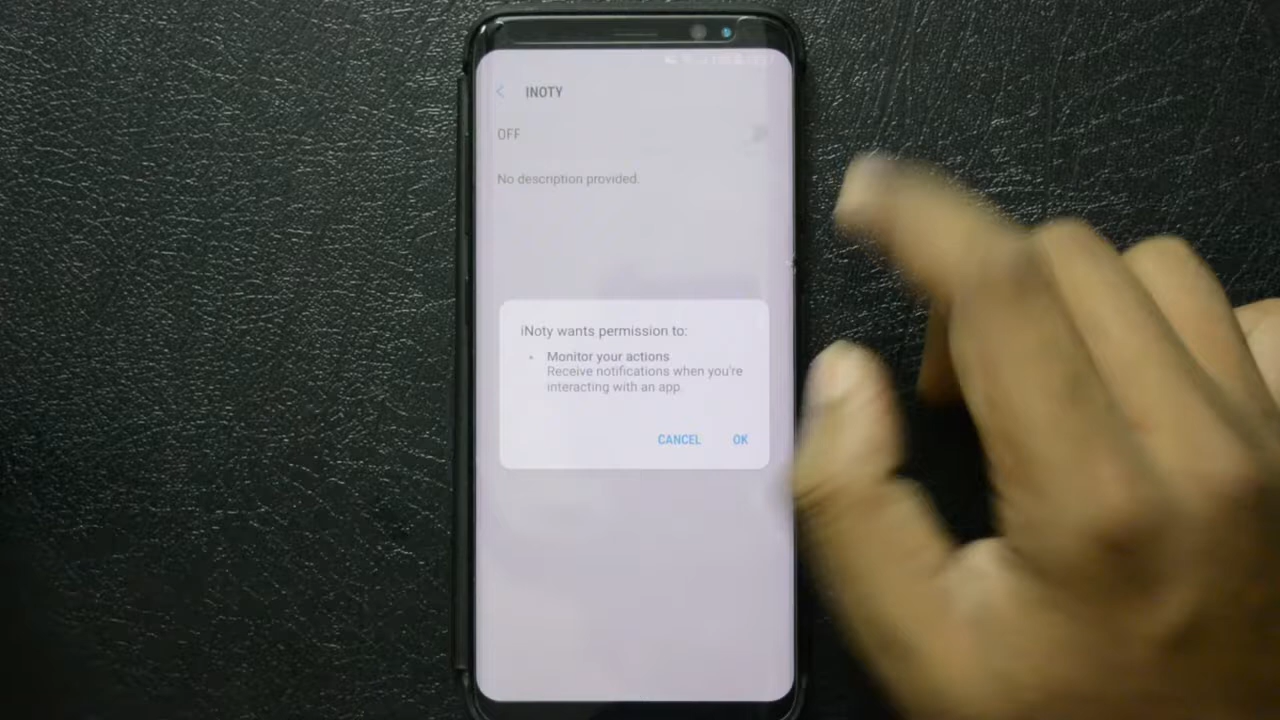 INOTY
OFF
No description provided.
iNoty wants permission to:
• Monitor your actions
Receive notifications when you're
interacting with an app.
CANCEL OK